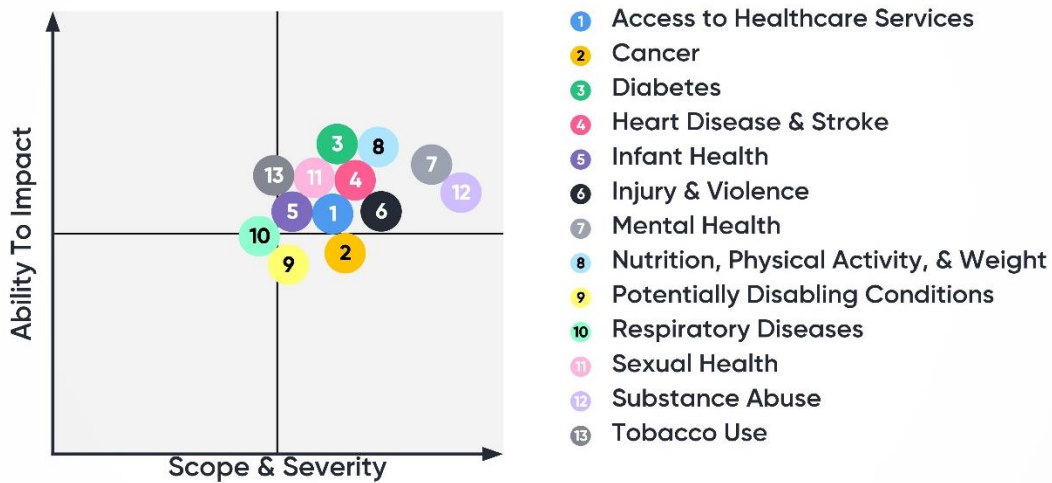 Ability To Impact
3
8
13
11
4
7
12
5
1
6
10
9
2
Scope & Severity
1 Access to Healthcare Services
2 Cancer
3 Diabetes
4 Heart Disease & Stroke
5 Infant Health
6 Injury & Violence
7 Mental Health
8 Nutrition, Physical Activity, & Weight
9 Potentially Disabling Conditions
10 Respiratory Diseases
11 Sexual Health
12 Substance Abuse
13 Tobacco Use